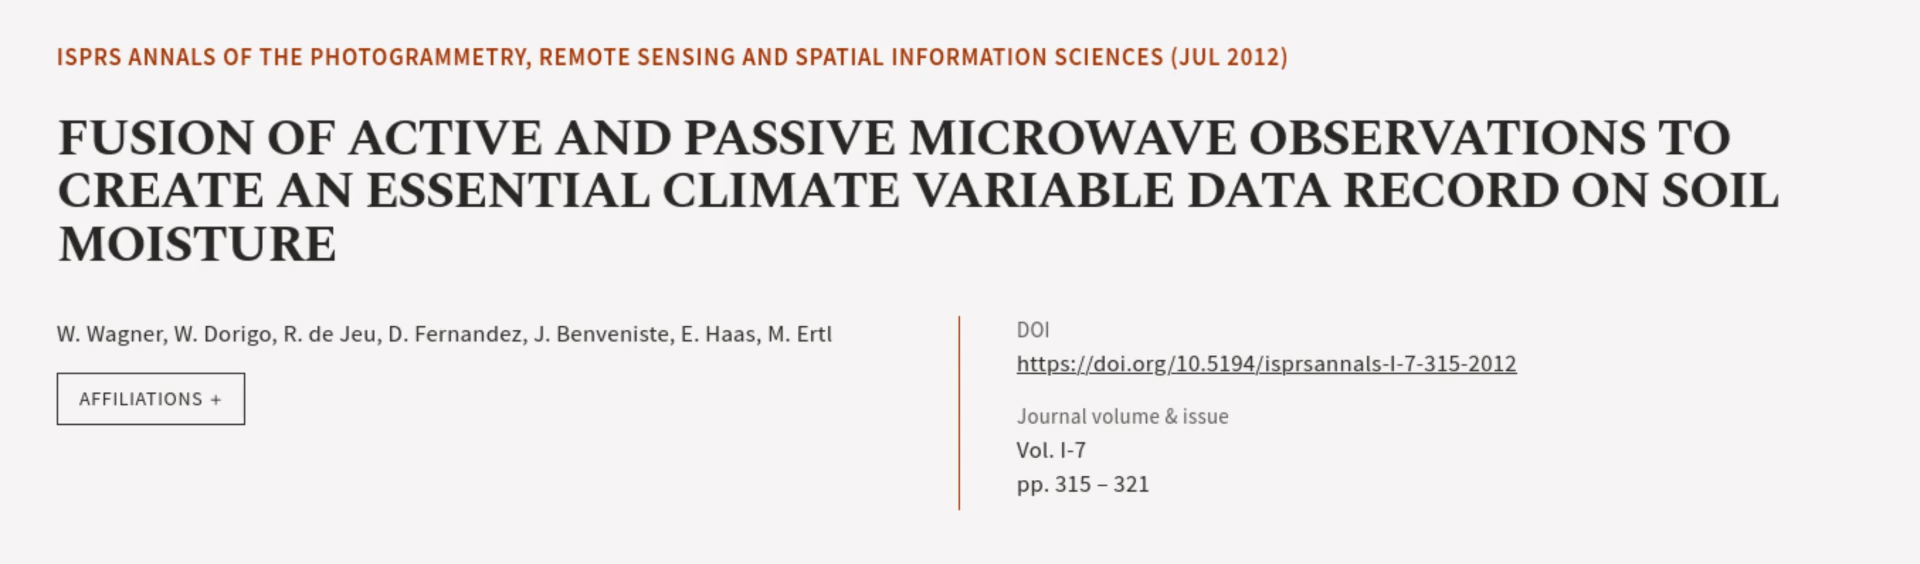 ISPRS ANNALS OF THE PHOTOGRAMMETRY, REMOTE SENSING AND SPATIAL INFORMATION SCIENCES (JUL 2012)
FUSION OF ACTIVE AND PASSIVE MICROWAVE OBSERVATIONS TO
CREATE AN ESSENTIAL CLIMATE VARIABLE DATA RECORD ON SOIL
MOISTURE
W. Wagner, W. Dorigo, R. de Jeu, D. Fernandez, J. Benveniste, E. Haas, M. Ertl
AFFILIATIONS +
DOI
https://doi.org/10.5194/isprsannals-I-7-315-2012
Journal volume & issue
Vol. I-7
pp. 315 – 321